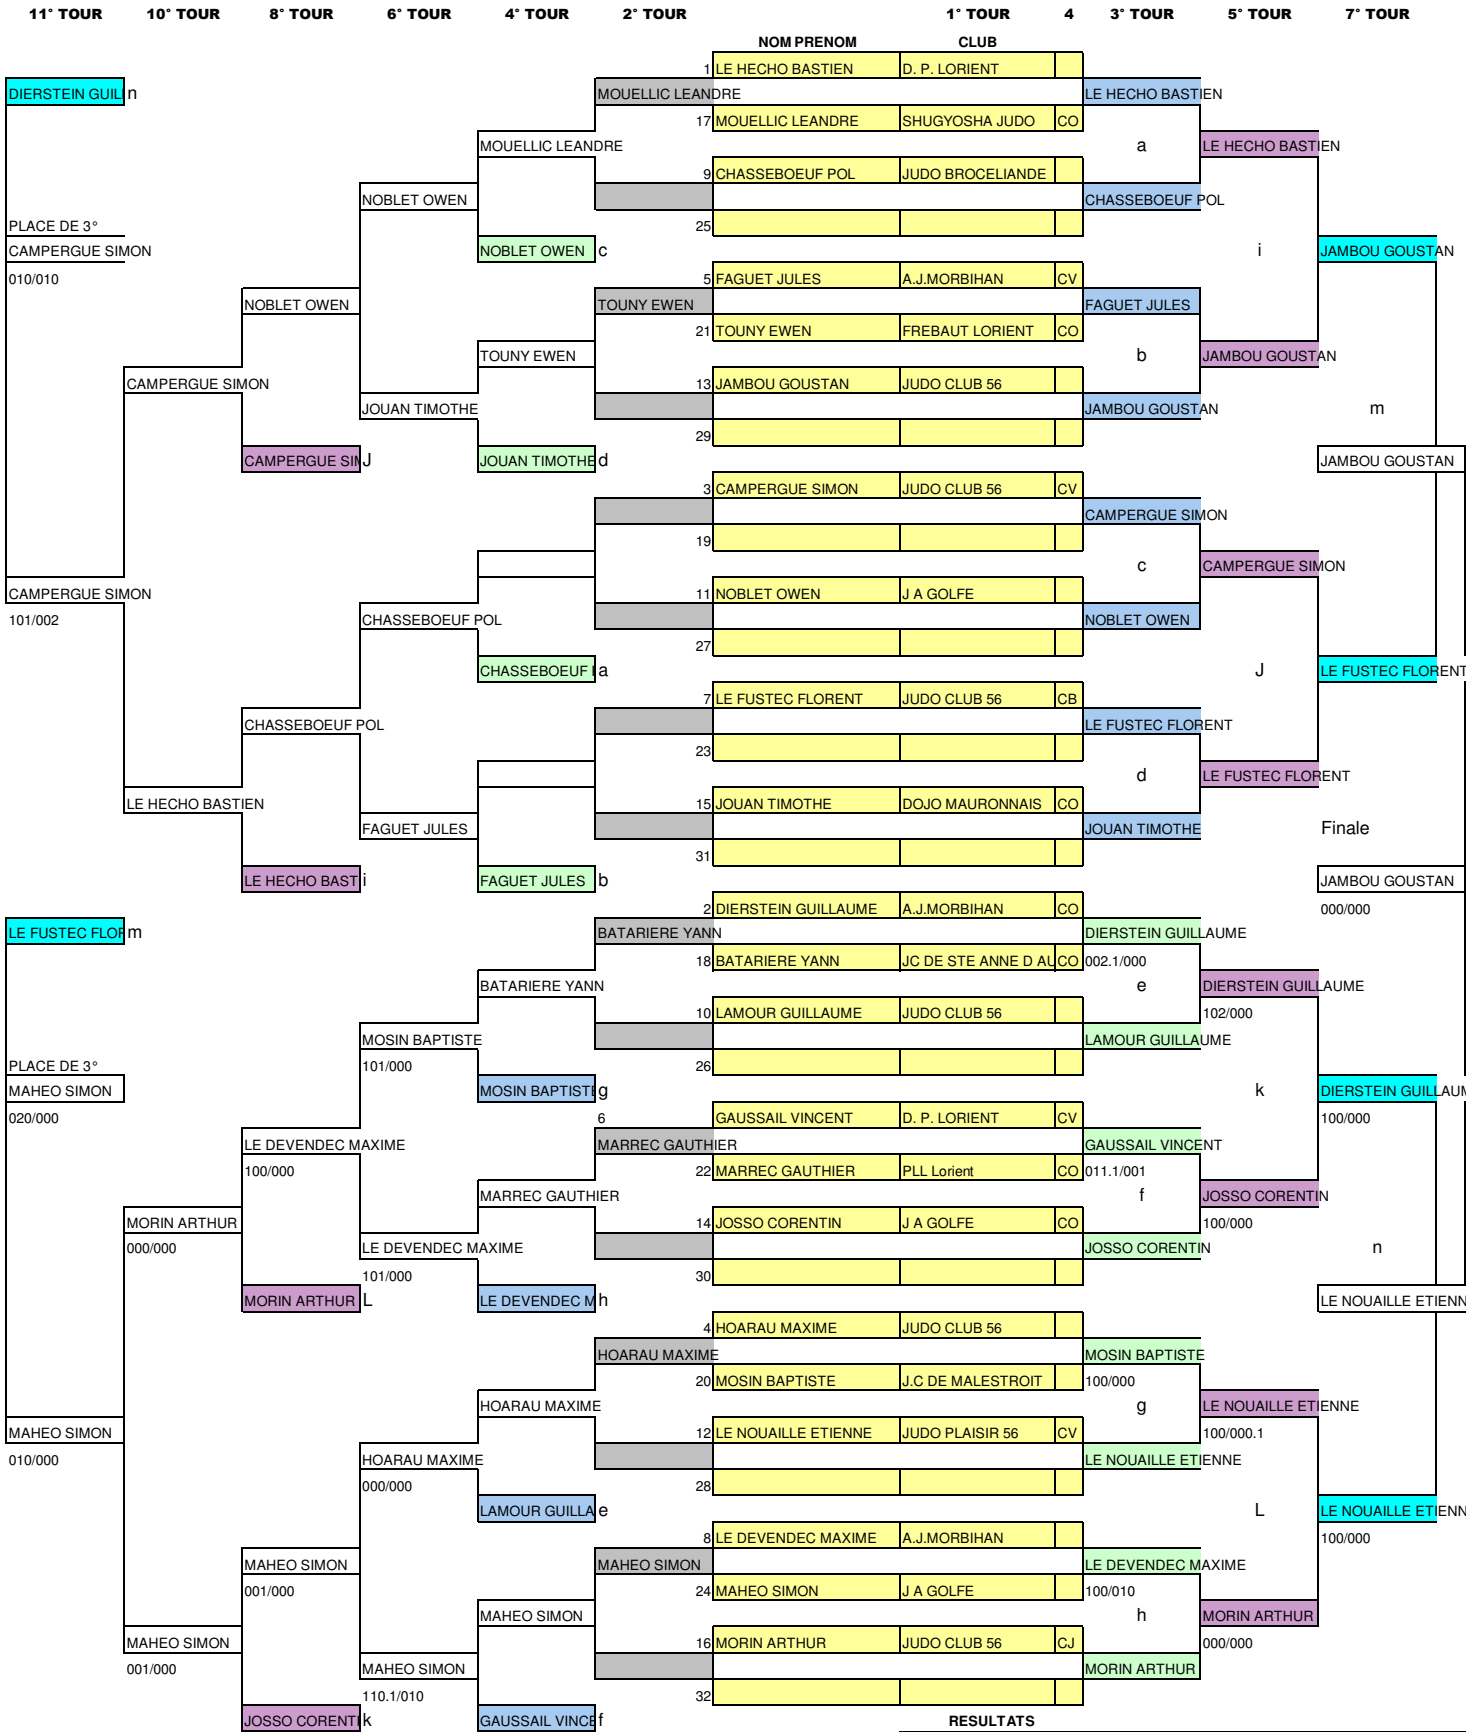 11° TOUR 10° TOUR 8° TOUR 6° TOUR 4° TOUR 2° TOUR 1° TOUR 4 3° TOUR 5° TOUR 7° TOUR
NOM PRENOM CLUB
1 LE HECHO BASTIEN D. P. LORIENT
DIERSTEIN GUIL n MOUELLIC LEANDRE LE HECHO BASTIEN
17 MOUELLIC LEANDRE SHUGYOSHA JUDO CO
MOUELLIC LEANDRE a LE HECHO BASTIEN
9 CHASSEBOEUF POL JUDO BROCELIANDE
NOBLET OWEN CHASSEBOEUF POL
PLACE DE 3° 25
CAMPERGUE SIMON NOBLET OWEN c i JAMBOU GOUSTAN
010/010 5 FAGUET JULES A.J.MORBIHAN CV
NOBLET OWEN TOUNY EWEN FAGUET JULES
21 TOUNY EWEN FREBAUT LORIENT CO
TOUNY EWEN b JAMBOU GOUSTAN
CAMPERGUE SIMON 13 JAMBOU GOUSTAN JUDO CLUB 56
JOUAN TIMOTHE JAMBOU GOUSTAN m
29
CAMPERGUE SIM J JOUAN TIMOTHE d JAMBOU GOUSTAN
3 CAMPERGUE SIMON JUDO CLUB 56 CV
CAMPERGUE SIMON
19
c CAMPERGUE SIMON
CAMPERGUE SIMON 11 NOBLET OWEN J A GOLFE
101/002 CHASSEBOEUF POL NOBLET OWEN
27
CHASSEBOEUF a J LE FUSTEC FLORENT
7 LE FUSTEC FLORENT JUDO CLUB 56 CB
CHASSEBOEUF POL LE FUSTEC FLORENT
23
d LE FUSTEC FLORENT
LE HECHO BASTIEN 15 JOUAN TIMOTHE DOJO MAURONNAIS CO
FAGUET JULES JOUAN TIMOTHE Finale
31
LE HECHO BAST i FAGUET JULES b JAMBOU GOUSTAN
2 DIERSTEIN GUILLAUME A.J.MORBIHAN CO 000/000
LE FUSTEC FLOR m BATARIERE YANN DIERSTEIN GUILLAUME
18 BATARIERE YANN JC DE STE ANNE D AU CO 002.1/000
BATARIERE YANN e DIERSTEIN GUILLAUME
10 LAMOUR GUILLAUME JUDO CLUB 56 102/000
MOSIN BAPTISTE LAMOUR GUILLAUME
PLACE DE 3° 101/000 26
MAHEO SIMON MOSIN BAPTISTE g k DIERSTEIN GUILLAUM
020/000 6 GAUSSAIL VINCENT D. P. LORIENT CV 100/000
LE DEVENDEC MAXIME MARREC GAUTHIER GAUSSAIL VINCENT
100/000 22 MARREC GAUTHIER PLL Lorient CO 011.1/001
MARREC GAUTHIER f JOSSO CORENTIN
MORIN ARTHUR 14 JOSSO CORENTIN J A GOLFE CO 100/000
000/000 LE DEVENDEC MAXIME JOSSO CORENTIN n
101/000 30
MORIN ARTHUR L LE DEVENDEC M h LE NOUAILLE ETIENN
4 HOARAU MAXIME JUDO CLUB 56
HOARAU MAXIME MOSIN BAPTISTE
20 MOSIN BAPTISTE J.C DE MALESTROIT 100/000
HOARAU MAXIME g LE NOUAILLE ETIENNE
MAHEO SIMON 12 LE NOUAILLE ETIENNE JUDO PLAISIR 56 CV 100/000.1
010/000 HOARAU MAXIME LE NOUAILLE ETIENNE
000/000 28
LAMOUR GUILLA e L LE NOUAILLE ETIENN
8 LE DEVENDEC MAXIME A.J.MORBIHAN 100/000
MAHEO SIMON MAHEO SIMON LE DEVENDEC MAXIME
001/000 24 MAHEO SIMON J A GOLFE 100/010
MAHEO SIMON h MORIN ARTHUR
MAHEO SIMON 16 MORIN ARTHUR JUDO CLUB 56 CJ 000/000
001/000 MAHEO SIMON MORIN ARTHUR
110.1/010 32
JOSSO CORENTI k GAUSSAIL VINCE f RESULTATS